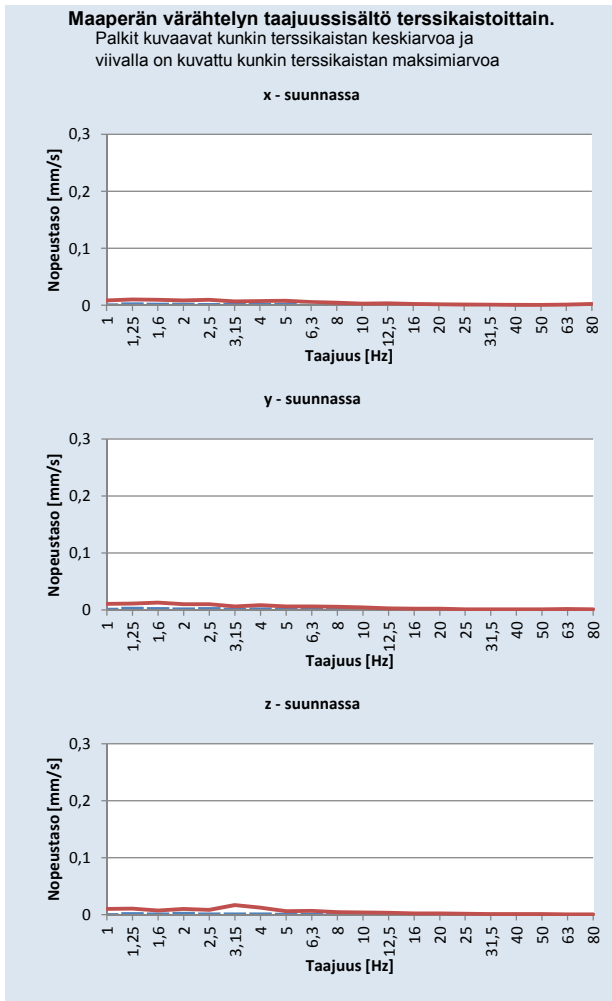 Maaperän värähtelyn taajuussisältö terssikaistoittain.
Palkit kuvaavat kunkin terssikaistan keskiarvoa ja
viivalla on kuvattu kunkin terssikaistan maksimiarvoa
x - suunnassa
Nopeustaso [mm/s]
0,3
0,2
0,1
0
1 1,25 1,6 2 2,5 3,15 4 5 6,3 8 10 12,5 16 20 25 31,5 40 50 63 80
Taajuus [Hz]
y - suunnassa
Nopeustaso [mm/s]
0,3
0,2
0,1
0
1 1,25 1,6 2 2,5 3,15 4 5 6,3 8 10 12,5 16 20 25 31,5 40 50 63 80
Taajuus [Hz]
z - suunnassa
Nopeustaso [mm/s]
0,3
0,2
0,1
0
1 1,25 1,6 2 2,5 3,15 4 5 6,3 8 10 12,5 16 20 25 31,5 40 50 63 80
Taajuus [Hz]